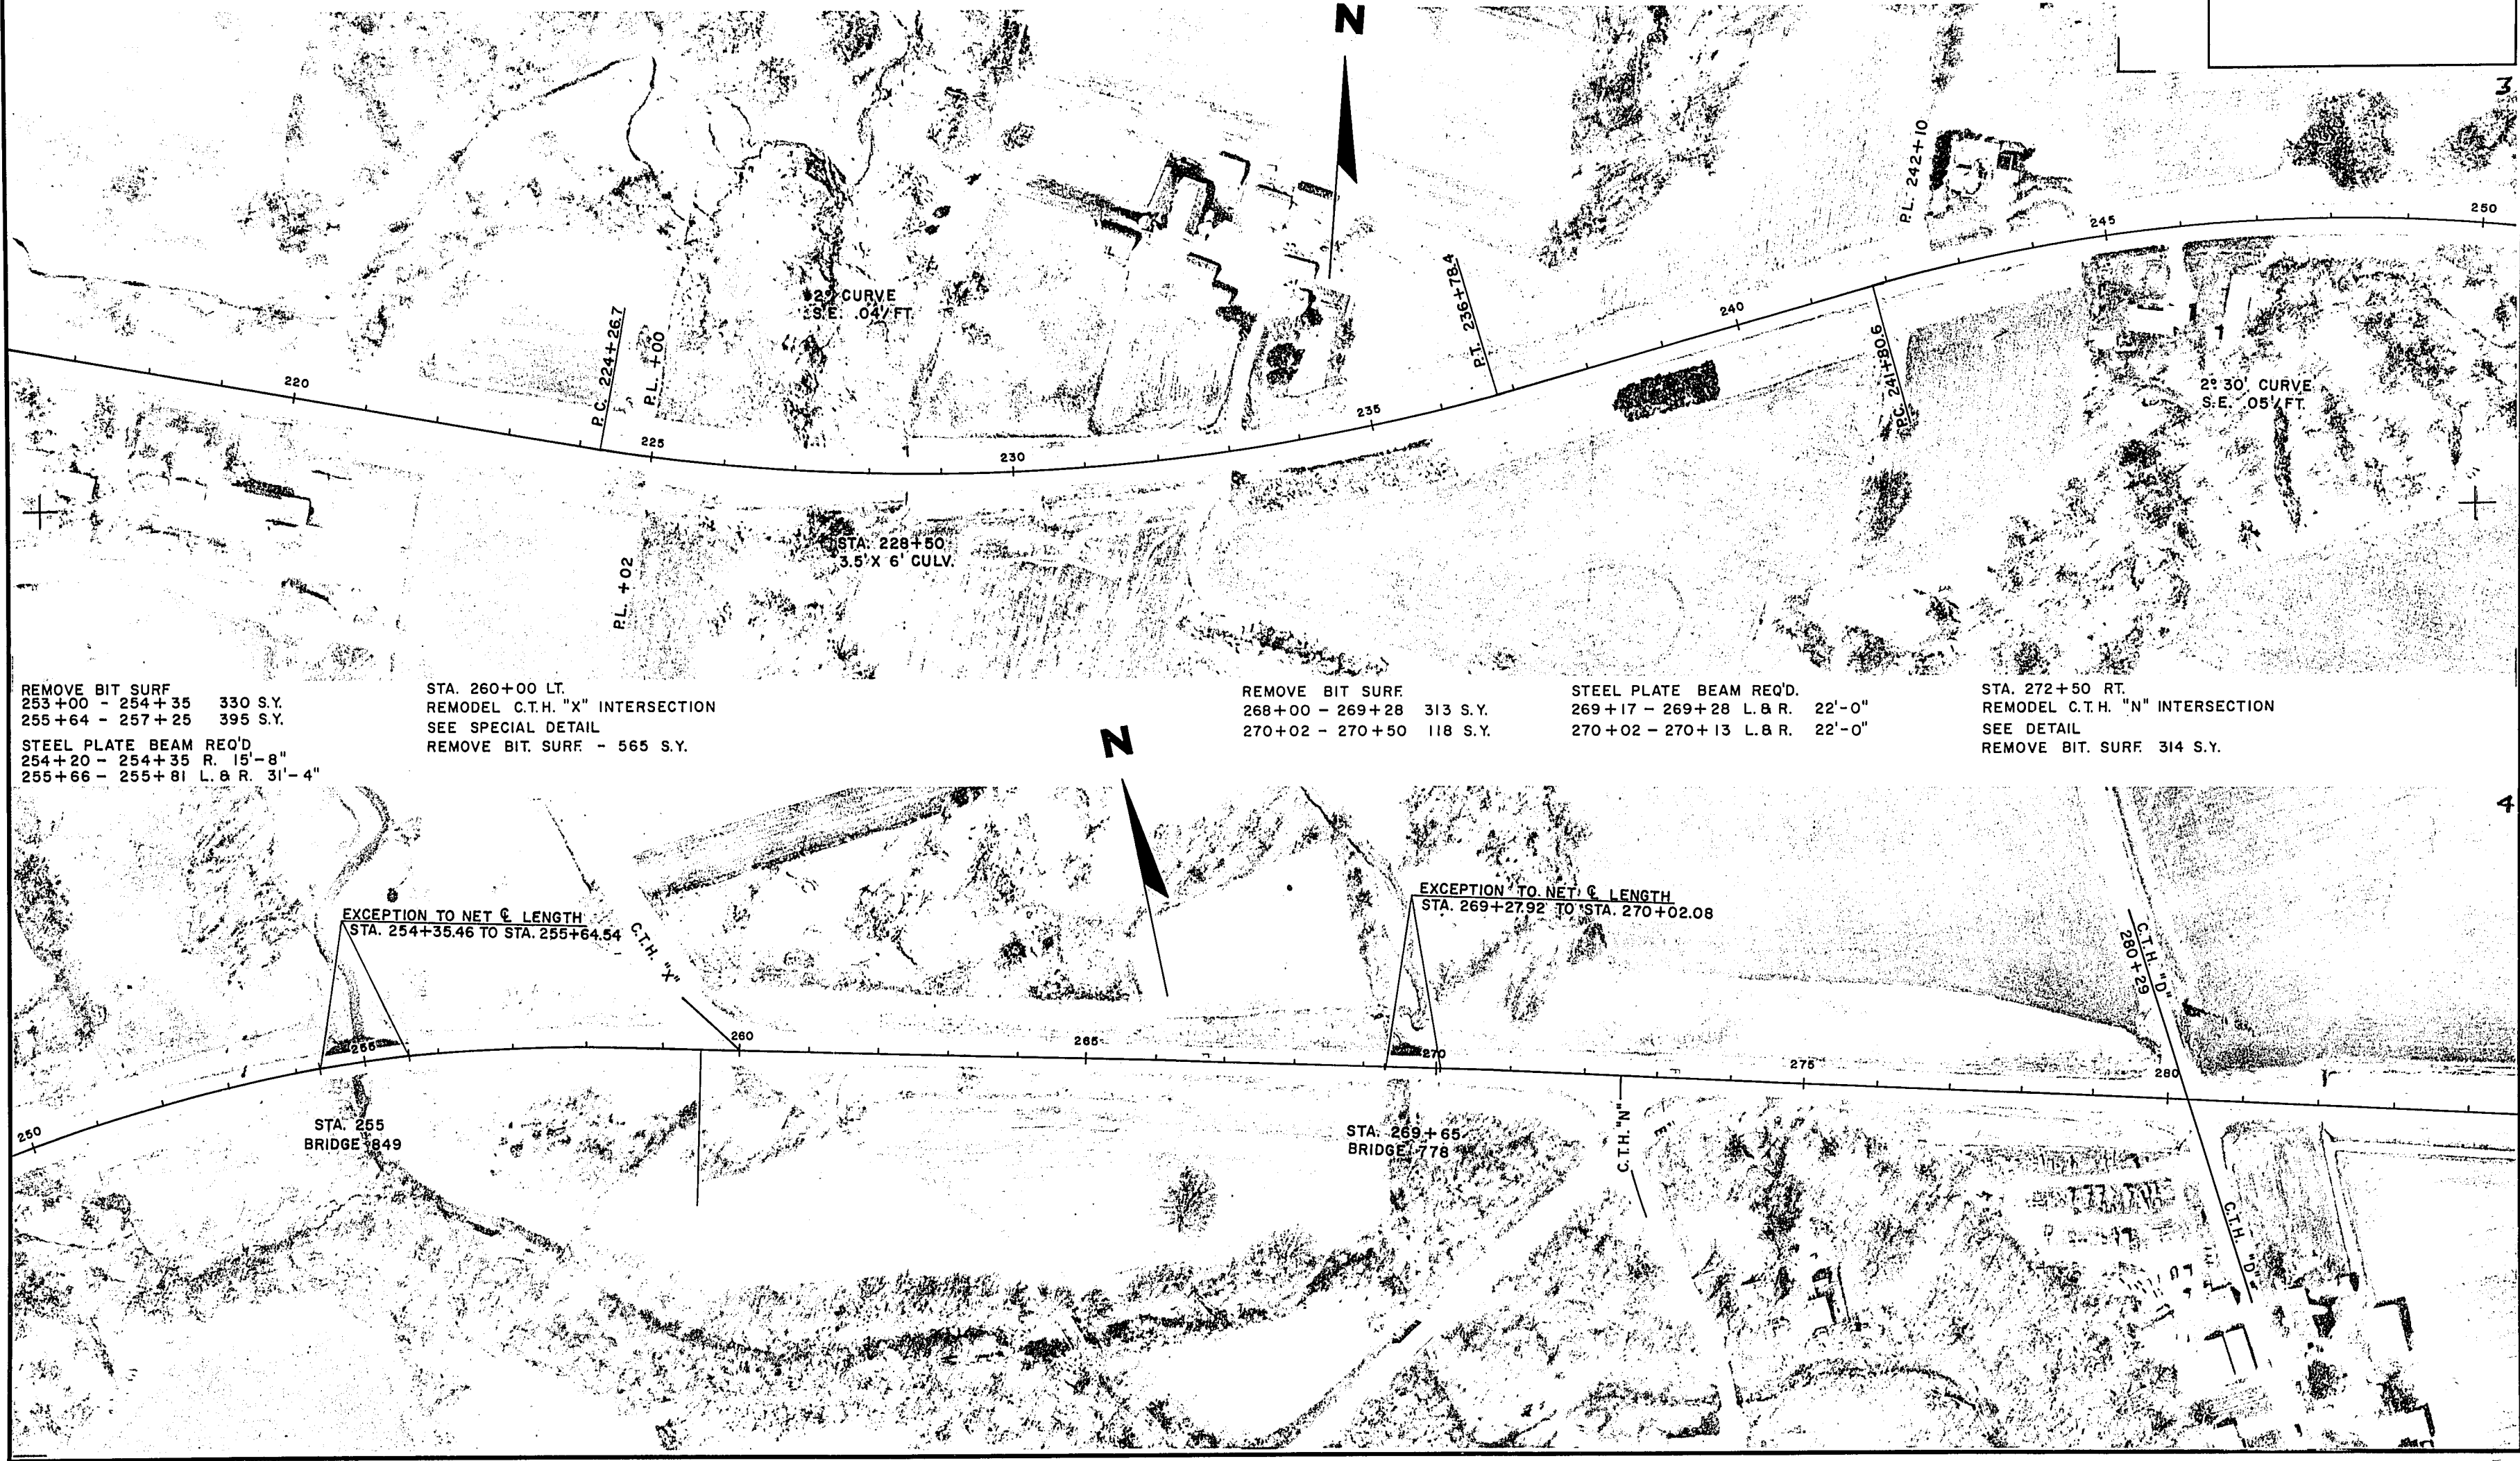 N
3
P.L. 242+10
250
245
2° CURVE
S.E. .04'/FT.
P.T. 236+78.4
240
P.C. 224+26.7
P.L. +00
P.C. 241+80.6
2° 30' CURVE
S.E. .05'/FT.
220
235
225
230
STA. 228+50
3.5' X 6' CULV.
P.L. +02
REMOVE BIT SURF.
253+00 - 254+35 330 S.Y.
255+64 - 257+25 395 S.Y.
STEEL PLATE BEAM REQ'D
254+20 - 254+35 R. 15'-8"
255+66 - 255+81 L. & R. 31'-4"
STA. 260+00 LT.
REMODEL C.T.H. "X" INTERSECTION
SEE SPECIAL DETAIL
REMOVE BIT. SURF. - 565 S.Y.
REMOVE BIT SURF.
268+00 - 269+28 313 S.Y.
270+02 - 270+50 118 S.Y.
STEEL PLATE BEAM REQ'D.
269+17 - 269+28 L. & R. 22'-0"
270+02 - 270+13 L. & R. 22'-0"
STA. 272+50 RT.
REMODEL C.T.H. "N" INTERSECTION
SEE DETAIL
REMOVE BIT. SURF. 314 S.Y.
N
4
EXCEPTION TO NET ℄ LENGTH
STA. 254+35.46 TO STA. 255+64.54
C.T.H. "X"
EXCEPTION TO NET ℄ LENGTH
STA. 269+27.92 TO STA. 270+02.08
C.T.H. "D"
280+29
255
260
265
270
275
280
250
STA. 255
BRIDGE 849
STA. 269+65
BRIDGE 778
C.T.H. "N"
"E"
C.T.H. "D"